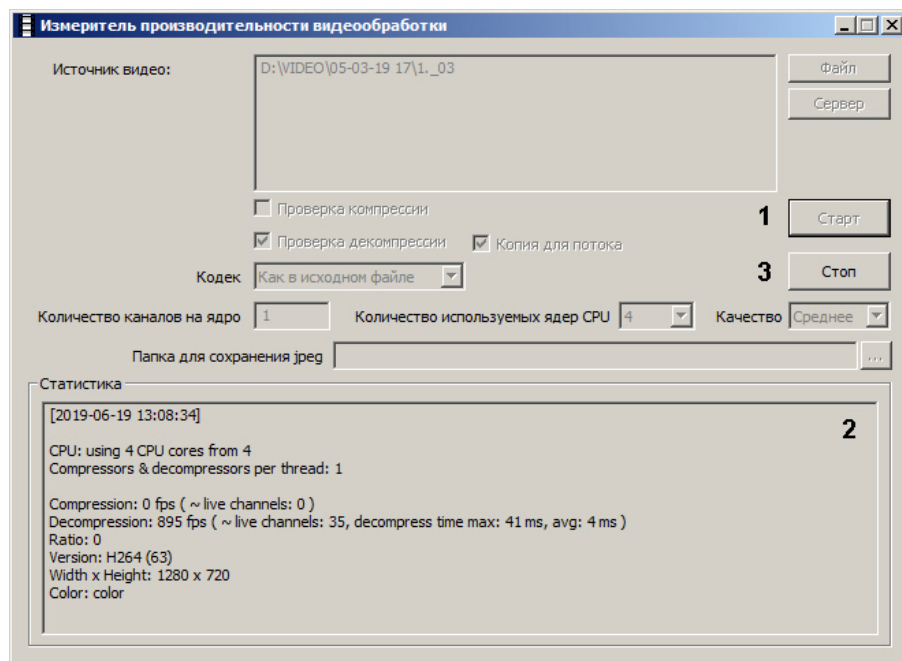 Измеритель производительности видеообработки
Источник видео:
D:\VIDEO\05-03-19 17\1._03
Файл
Сервер
Проверка компрессии
1
Старт
Проверка декомпрессии
Копия для потока
Кодек
Как в исходном файле
3
Стоп
Количество каналов на ядро
1
Количество используемых ядер CPU
4
Качество
Среднее
Папка для сохранения jpeg
...
Статистика
[2019-06-19 13:08:34]
2
CPU: using 4 CPU cores from 4
Compressors & decompressors per thread: 1
Compression: 0 fps ( ~ live channels: 0 )
Decompression: 895 fps ( ~ live channels: 35, decompress time max: 41 ms, avg: 4 ms )
Ratio: 0
Version: H264 (63)
Width x Height: 1280 x 720
Color: color